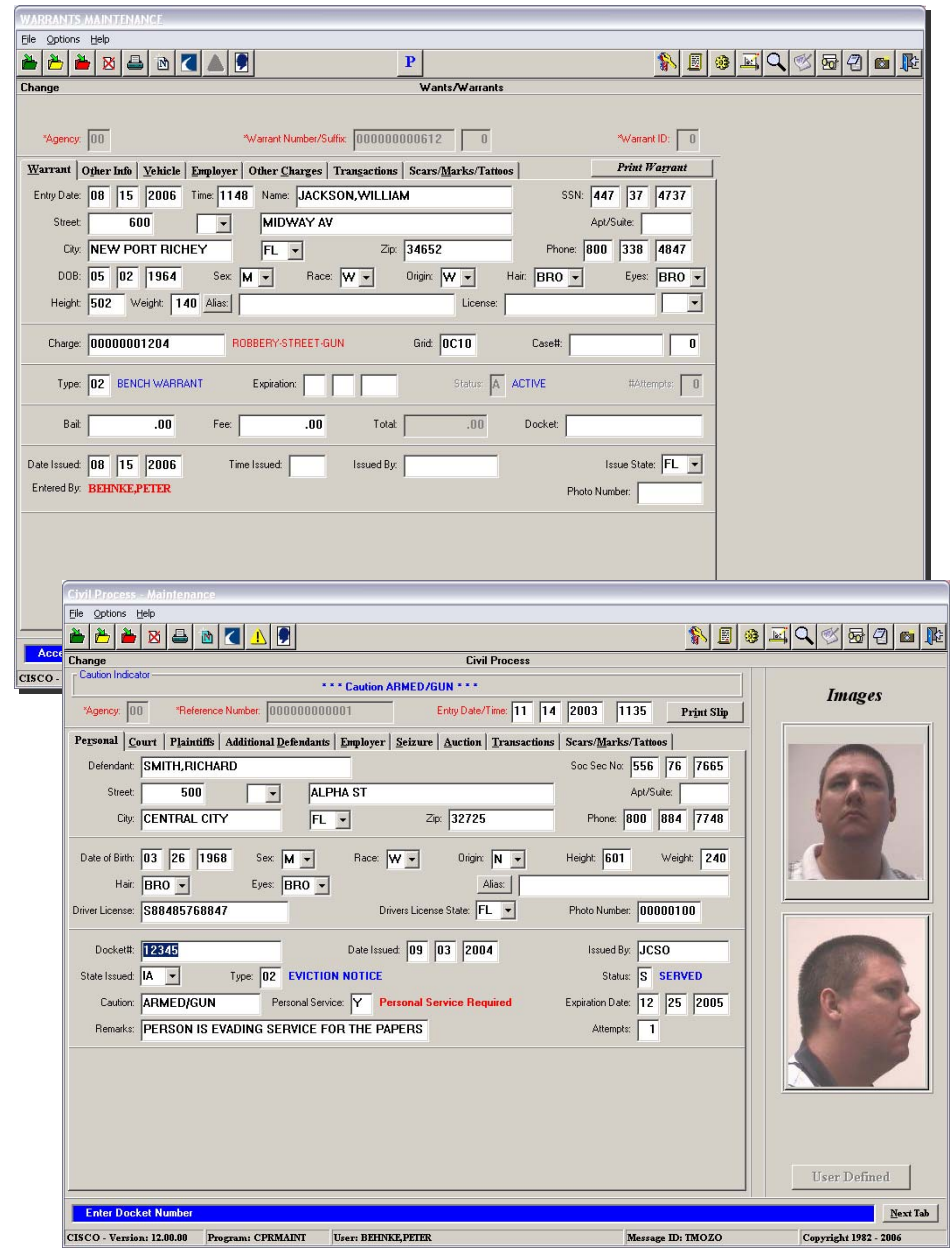 WARRANTS MAINTENANCE
File Options Help
P
Change Wants/Warrants
*Agency: 00 *Warrant Number/Suffix: 000000000612 0 *Warrant ID: 0
Warrant Other Info Vehicle Employer Other Charges Transactions Scars/Marks/Tattoos Print Warrant
Entry Date: 08 15 2006 Time: 1148 Name: JACKSON,WILLIAM SSN: 447 37 4737
Street: 600 MIDWAY AV Apt/Suite:
City: NEW PORT RICHEY FL Zip: 34652 Phone: 800 338 4847
DOB: 05 02 1964 Sex: M Race: W Origin: W Hair: BRO Eyes: BRO
Height: 502 Weight: 140 Alias: License:
Charge: 00000001204 ROBBERY-STREET-GUN Grid: 0C10 Case#: 0
Type: 02 BENCH WARRANT Expiration: Status: A ACTIVE #Attempts: 0
Bail: .00 Fee: .00 Total: .00 Docket:
Date Issued: 08 15 2006 Time Issued: Issued By: Issue State: FL
Entered By: BEHNKE,PETER Photo Number:
Acce
CISCO -
Civil Process - Maintenance
File Options Help
Change Civil Process
Caution Indicator
* * * Caution ARMED/GUN * * *
*Agency: 00 *Reference Number: 000000000001 Entry Date/Time: 11 14 2003 1135 Print Slip
Images
Personal Court Plaintiffs Additional Defendants Employer Seizure Auction Transactions Scars/Marks/Tattoos
Defendant: SMITH,RICHARD Soc Sec No: 556 76 7665
Street: 500 ALPHA ST Apt/Suite:
City: CENTRAL CITY FL Zip: 32725 Phone: 800 884 7748
Date of Birth: 03 26 1968 Sex: M Race: W Origin: N Height: 601 Weight: 240
Hair: BRO Eyes: BRO Alias:
Driver License: S88485768847 Drivers License State: FL Photo Number: 00000100
Docket#: 12345 Date Issued: 09 03 2004 Issued By: JCSO
State Issued: IA Type: 02 EVICTION NOTICE Status: S SERVED
Caution: ARMED/GUN Personal Service: Y Personal Service Required Expiration Date: 12 25 2005
Remarks: PERSON IS EVADING SERVICE FOR THE PAPERS Attempts: 1
User Defined
Enter Docket Number Next Tab
CISCO - Version: 12.00.00 Program: CPRMAINT User: BEHNKE,PETER Message ID: TMOZO Copyright 1982 - 2006